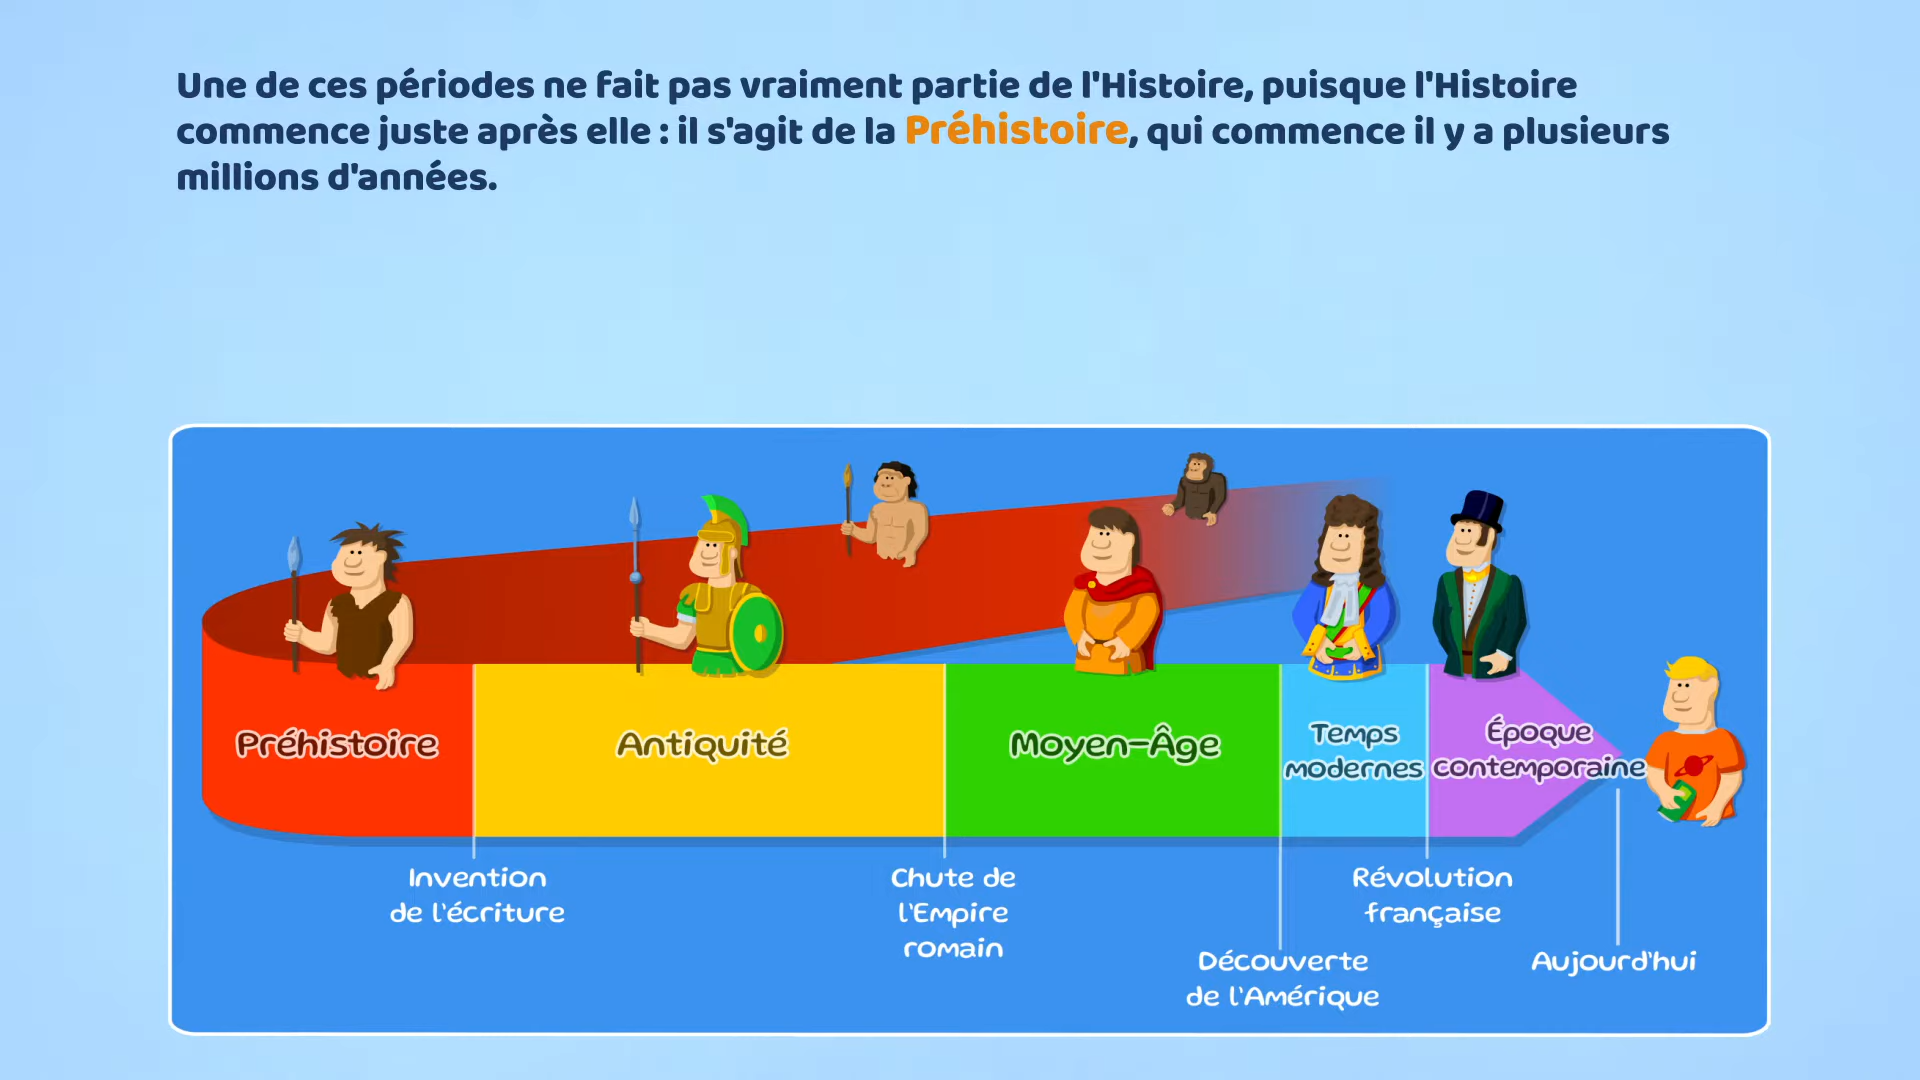 Une de ces périodes ne fait pas vraiment partie de l'Histoire, puisque l'Histoire
commence juste après elle : il s'agit de la Préhistoire, qui commence il y a plusieurs
millions d'années.
Préhistoire
Antiquité
Moyen-Âge
Temps
modernes
Époque
contemporaine
Invention
de l'écriture
Chute de
l'Empire
romain
Découverte
de l'Amérique
Révolution
française
Aujourd'hui